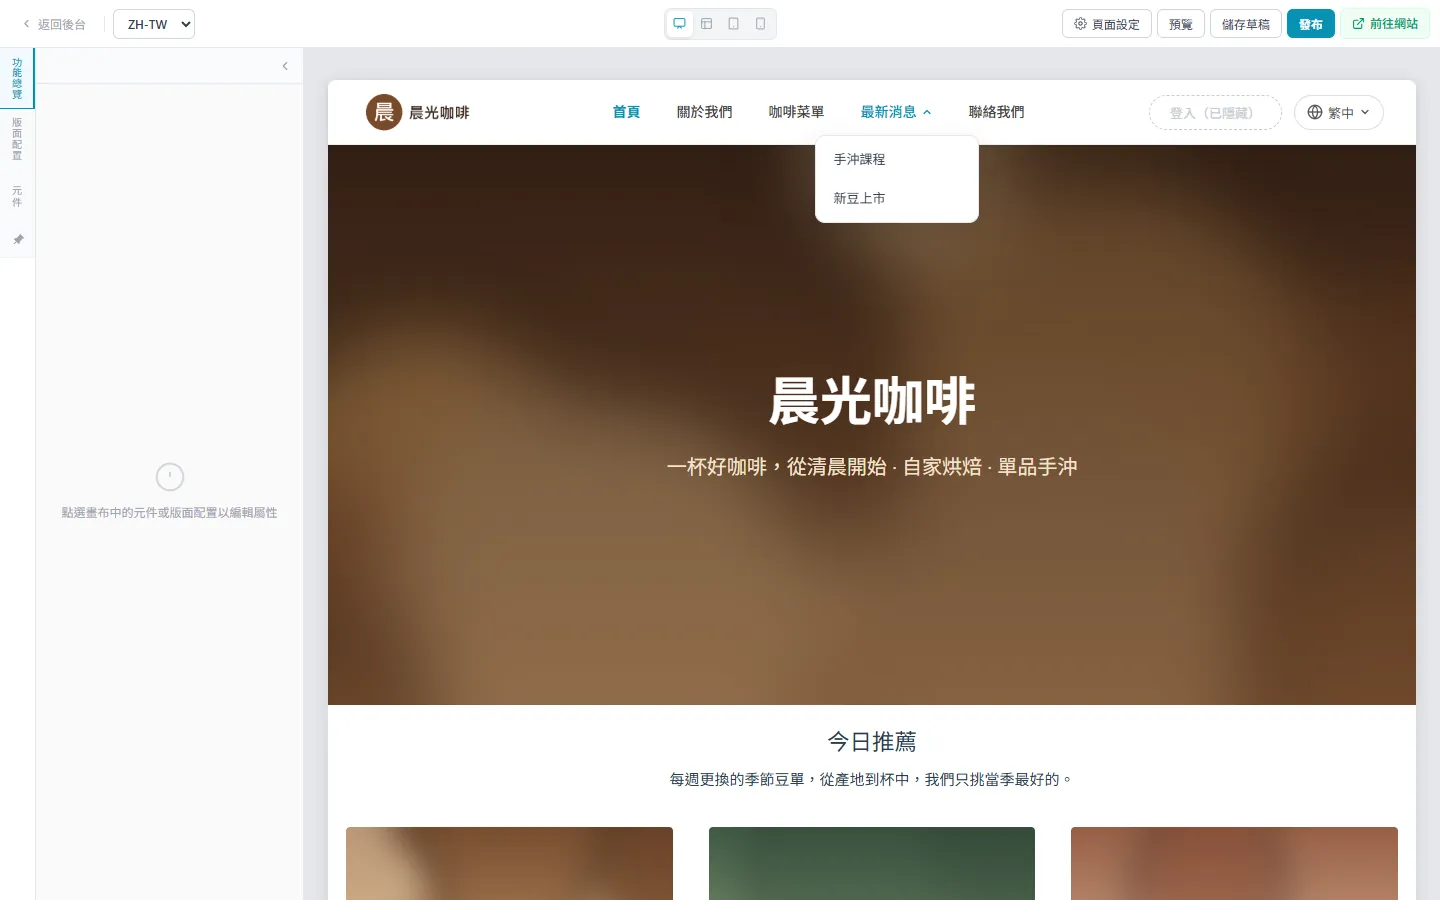 返回後台
ZH-TW
頁面設定
預覽
儲存草稿
發布
前往網站
功能總覽
版面配置
元件
點選畫布中的元件或版面配置以編輯屬性
晨
晨光咖啡
首頁
關於我們
咖啡菜單
最新消息
聯絡我們
登入（已隱藏）
繁中
手沖課程
新豆上市
晨光咖啡
一杯好咖啡，從清晨開始 · 自家烘焙 · 單品手沖
今日推薦
每週更換的季節豆單，從產地到杯中，我們只挑當季最好的。